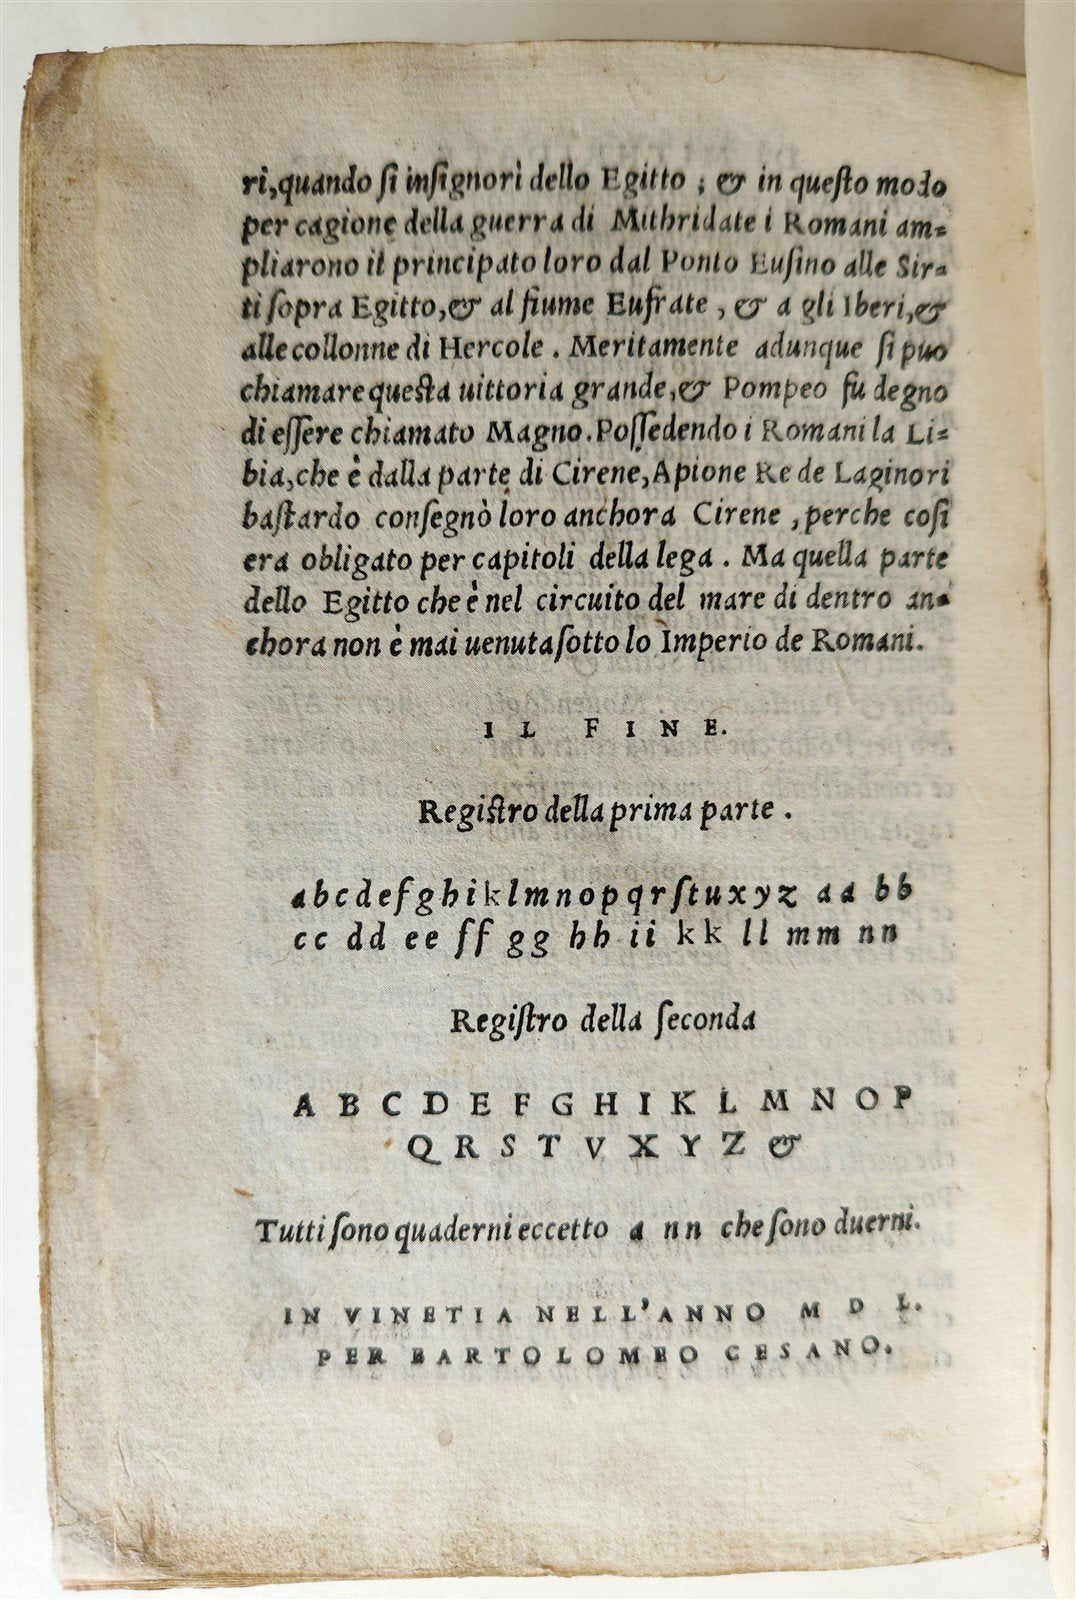 ri,quando ſi inſignorì dello Egitto ; & in queſto modo
per cagione della guerra di Mithridate i Romani am=
pliarono il principato loro dal Ponto Euſino alle Sir=
ti ſopra Egitto,& al fiume Eufrate , & a gli Iberi,&
alle collonne di Hercole . Meritamente adunque ſi puo
chiamare queſta uittoria grande,& Pompeo fu degno
di eſſere chiamato Magno.Poſſedendo i Romani la Li=
bia,che è dalla parte di Cirene,Apione Re de Laginori
baſtardo conſegnò loro anchora Cirene ,perche coſi
era obligato per capitoli della lega . Ma quella parte
dello Egitto che è nel circuito del mare di dentro an=
chora non è mai uenuta ſotto lo Imperio de Romani.
IL FINE.
Regiſtro della prima parte .
a b c d e f g h i k l m n o p q r ſ t u x y z aa bb
cc dd ee ff gg hh ii kk ll mm nn
Regiſtro della ſeconda
A B C D E F G H I K L M N O P
Q R S T V X Y Z &
Tutti ſono quaderni eccetto a nn che ſono duerni.
IN VINETIA NELL'ANNO M D L.
PER BARTOLOMEO CESANO.